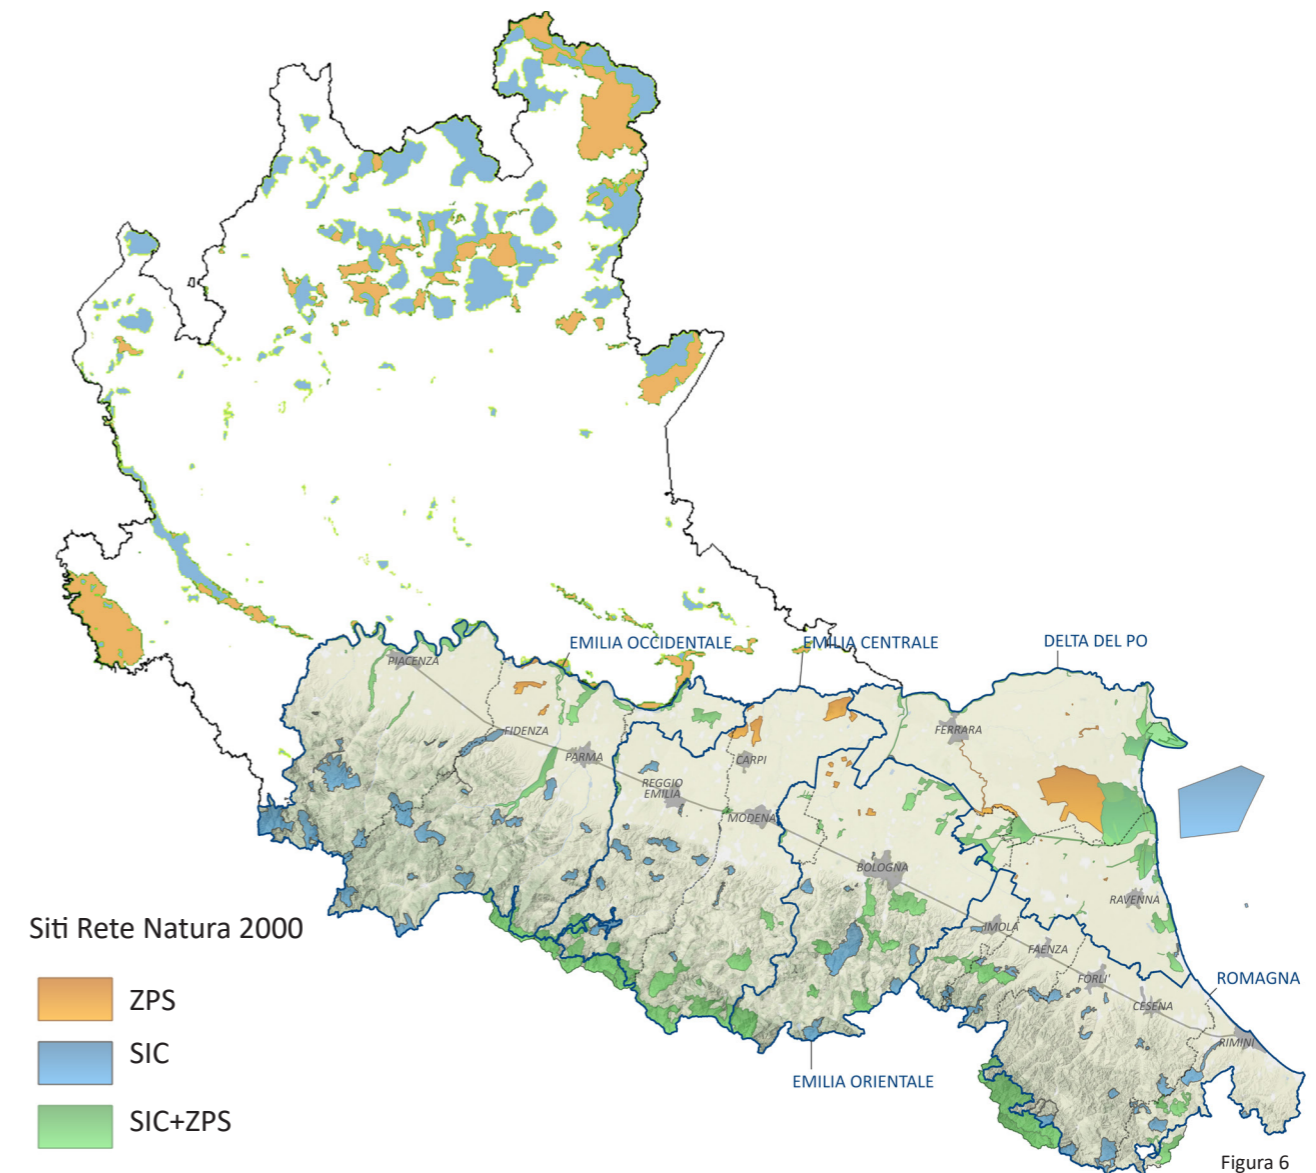 EMILIA OCCIDENTALE
EMILIA CENTRALE
DELTA DEL PO
PIACENZA
FIDENZA
PARMA
REGGIO
EMILIA
CARPI
MODENA
FERRARA
BOLOGNA
RAVENNA
IMOLA
FAENZA
FORLI'
CESENA
ROMAGNA
RIMINI
EMILIA ORIENTALE
Siti Rete Natura 2000
ZPS
SIC
SIC+ZPS
Figura 6